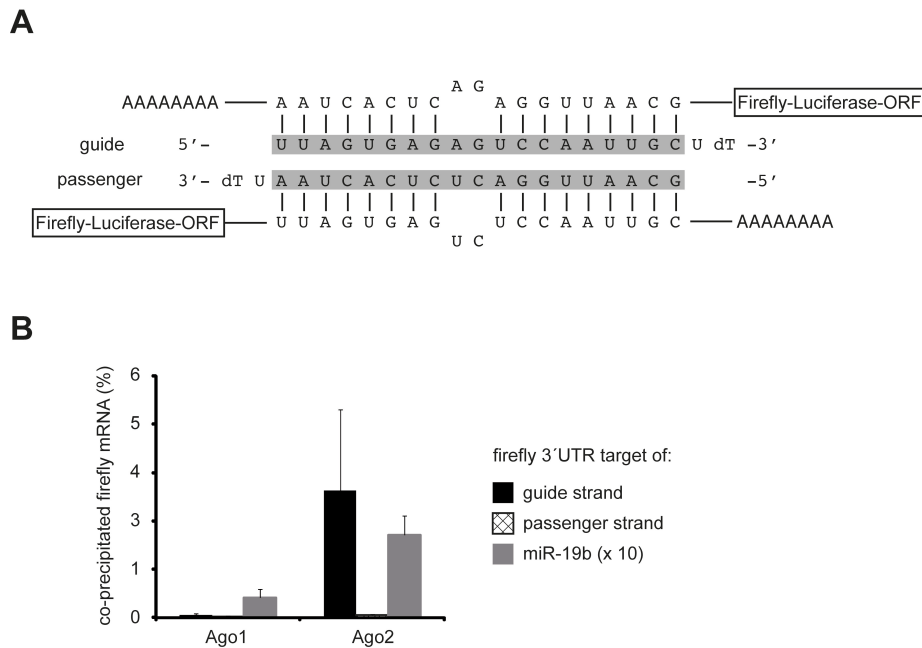 A
A G
AAAAAAAA A A U C A C U C A G G U U A A C G Firefly-Luciferase-ORF
guide 5′- U U A G U G A G A G U C C A A U U G C U dT -3′
passenger 3′- dT U A A U C A C U C U C A G G U U A A C G -5′
Firefly-Luciferase-ORF U U A G U G A G U C C A A U U G C AAAAAAAA
U C
B
co-precipitated firefly mRNA (%)
6
5
4
3
1
0
Ago1 Ago2
firefly 3´UTR target of:
guide strand
passenger strand
miR-19b (x 10)